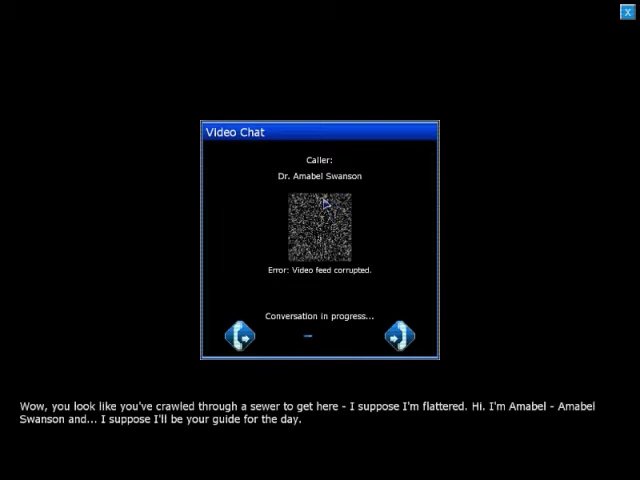 X
Video Chat
Caller:
Dr. Amabel Swanson
Error: Video feed corrupted.
Conversation in progress...
Wow, you look like you've crawled through a sewer to get here - I suppose I'm flattered. Hi. I'm Amabel - Amabel
Swanson and... I suppose I'll be your guide for the day.